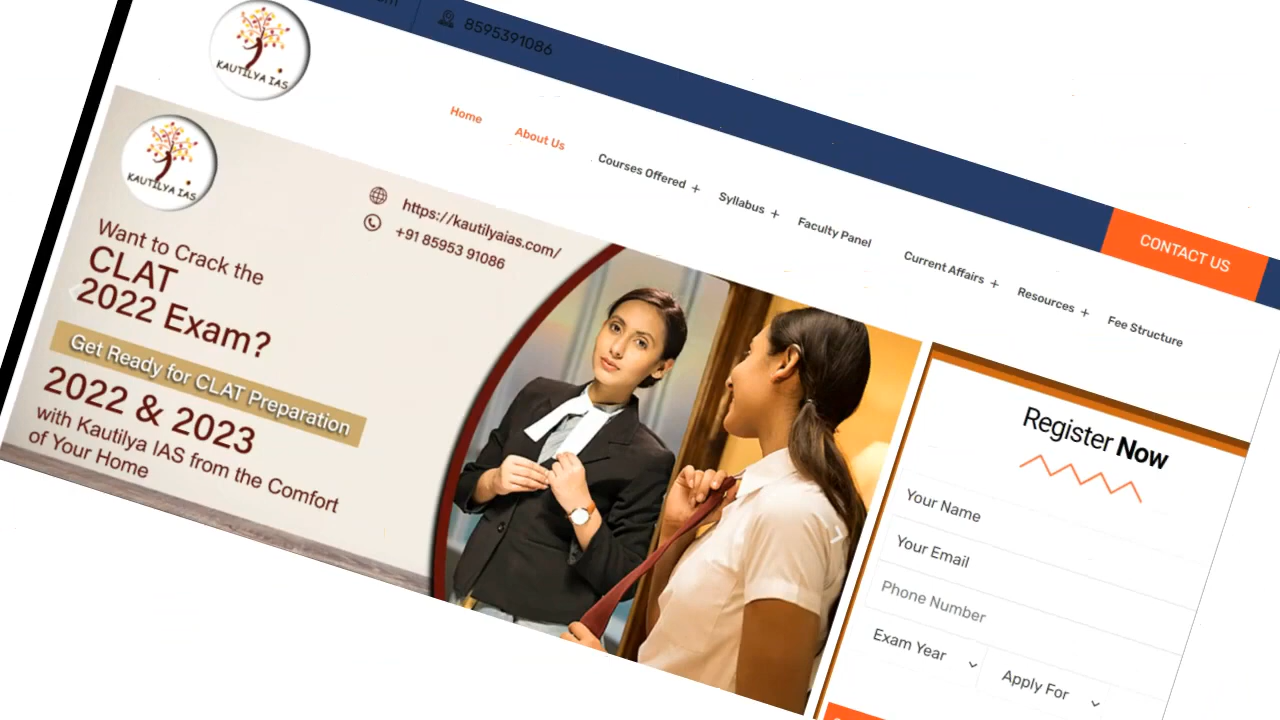 8595391086
KAUTILYA IAS
Home
About Us
Courses Offered +
Syllabus +
Faculty Panel
Current Affairs +
Resources +
Fee Structure
CONTACT US
KAUTILYA IAS
https://kautilyaias.com/
+91 85953 91086
Want to Crack the
CLAT
2022 Exam?
Get Ready for CLAT Preparation
2022 & 2023
with Kautilya IAS from the Comfort
of Your Home
Register Now
Your Name
Your Email
Phone Number
Exam Year
Apply For